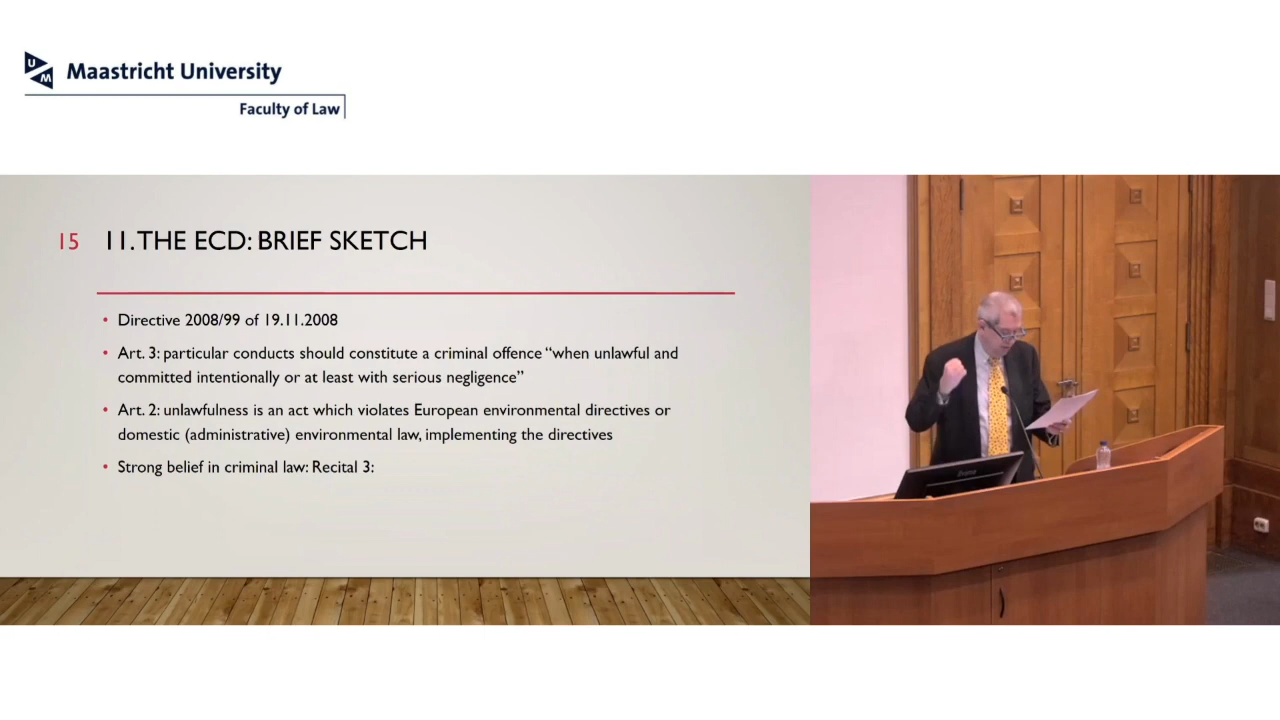 Maastricht University
Faculty of Law
15 11. THE ECD: BRIEF SKETCH
• Directive 2008/99 of 19.11.2008
• Art. 3: particular conducts should constitute a criminal offence “when unlawful and
committed intentionally or at least with serious negligence”
• Art. 2: unlawfulness is an act which violates European environmental directives or
domestic (administrative) environmental law, implementing the directives
• Strong belief in criminal law: Recital 3: